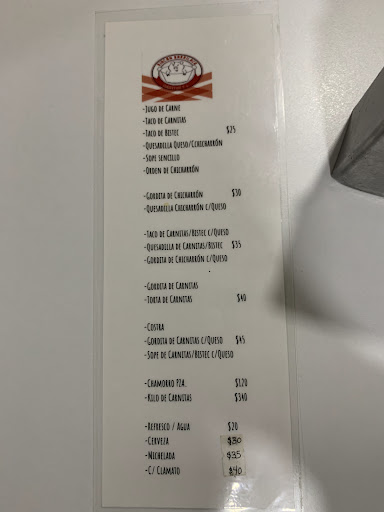 -Jugo de Carne
-Taco de Carnitas
-Taco de Bistec $25
-Quesadilla Queso/Cchicharrón
-Sope sencillo
-Orden de Chicharrón
-Gordita de Chicharrón $30
-Quesadilla Chicharrón c/Queso
-Taco de Carnitas/Bistec c/Queso
-Quesadilla de Carnitas/Bistec $35
-Gordita de Chicharrón c/Queso
-Gordita de Carnitas
-Torta de Carnitas $40
-Costra
-Gordita de Carnitas c/Queso $45
-Sope de Carnitas/Bistec c/Queso
-Chamorro Pza. $120
-Kilo de Carnitas $340
-Refresco / Agua $20
-Cerveza $30
-Michelada $35
-C/ Clamato $40